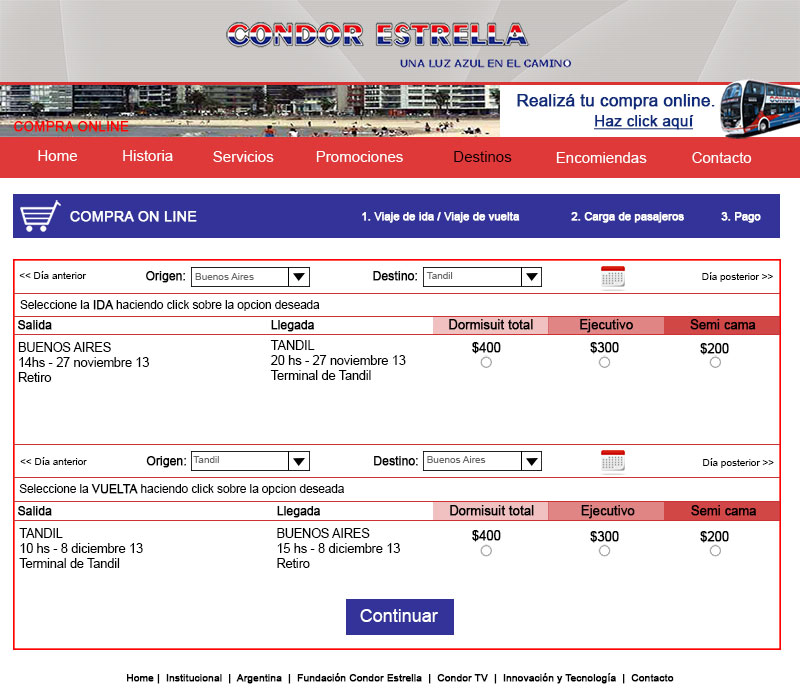 CONDOR ESTRELLA
UNA LUZ AZUL EN EL CAMINO
COMPRA ONLINE
Realizá tu compra online.
Haz click aquí
Home Historia Servicios Promociones Destinos Encomiendas Contacto
COMPRA ON LINE 1. Viaje de ida / Viaje de vuelta 2. Carga de pasajeros 3. Pago
<< Día anterior Origen: Buenos Aires Destino: Tandil Día posterior >>
Seleccione la IDA haciendo click sobre la opcion deseada
Salida Llegada Dormisuit total Ejecutivo Semi cama
BUENOS AIRES TANDIL $400 $300 $200
14hs - 27 noviembre 13 20 hs - 27 noviembre 13
Retiro Terminal de Tandil
<< Día anterior Origen: Tandil Destino: Buenos Aires Día posterior >>
Seleccione la VUELTA haciendo click sobre la opcion deseada
Salida Llegada Dormisuit total Ejecutivo Semi cama
TANDIL BUENOS AIRES $400 $300 $200
10 hs - 8 diciembre 13 15 hs - 8 diciembre 13
Terminal de Tandil Retiro
Continuar
Home | Institucional | Argentina | Fundación Condor Estrella | Condor TV | Innovación y Tecnología | Contacto